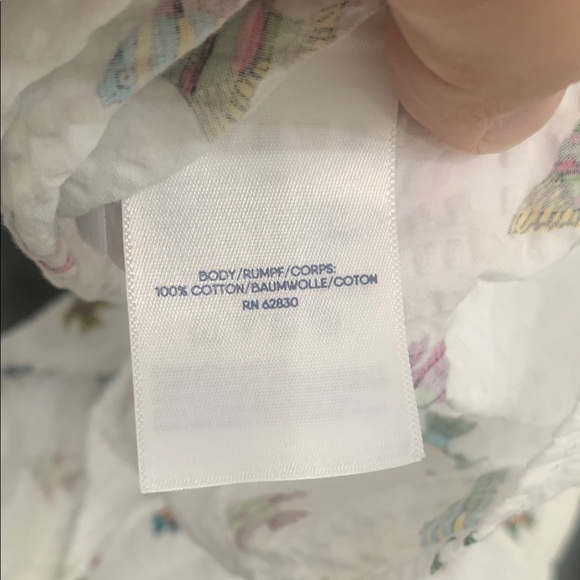 BODY/RUMPF/CORPS:
100% COTTON/BAUMWOLLE/COTON
RN 62830